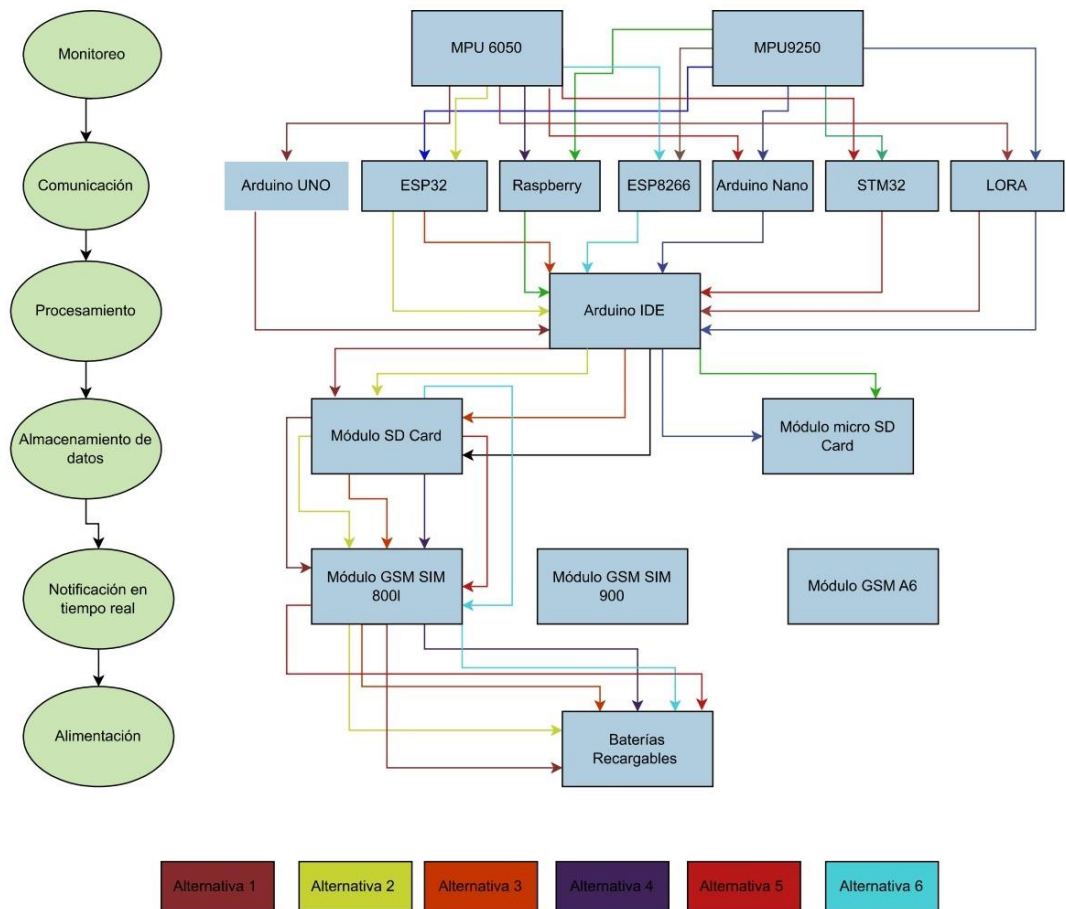 Monitoreo
MPU 6050
MPU9250
Comunicación
Arduino UNO
ESP32
Raspberry
ESP8266
Arduino Nano
STM32
LORA
Procesamiento
Arduino IDE
Almacenamiento de
datos
Módulo SD Card
Módulo micro SD
Card
Notificación en
tiempo real
Módulo GSM SIM
800l
Módulo GSM SIM
900
Módulo GSM A6
Alimentación
Baterías
Recargables
Alternativa 1
Alternativa 2
Alternativa 3
Alternativa 4
Alternativa 5
Alternativa 6